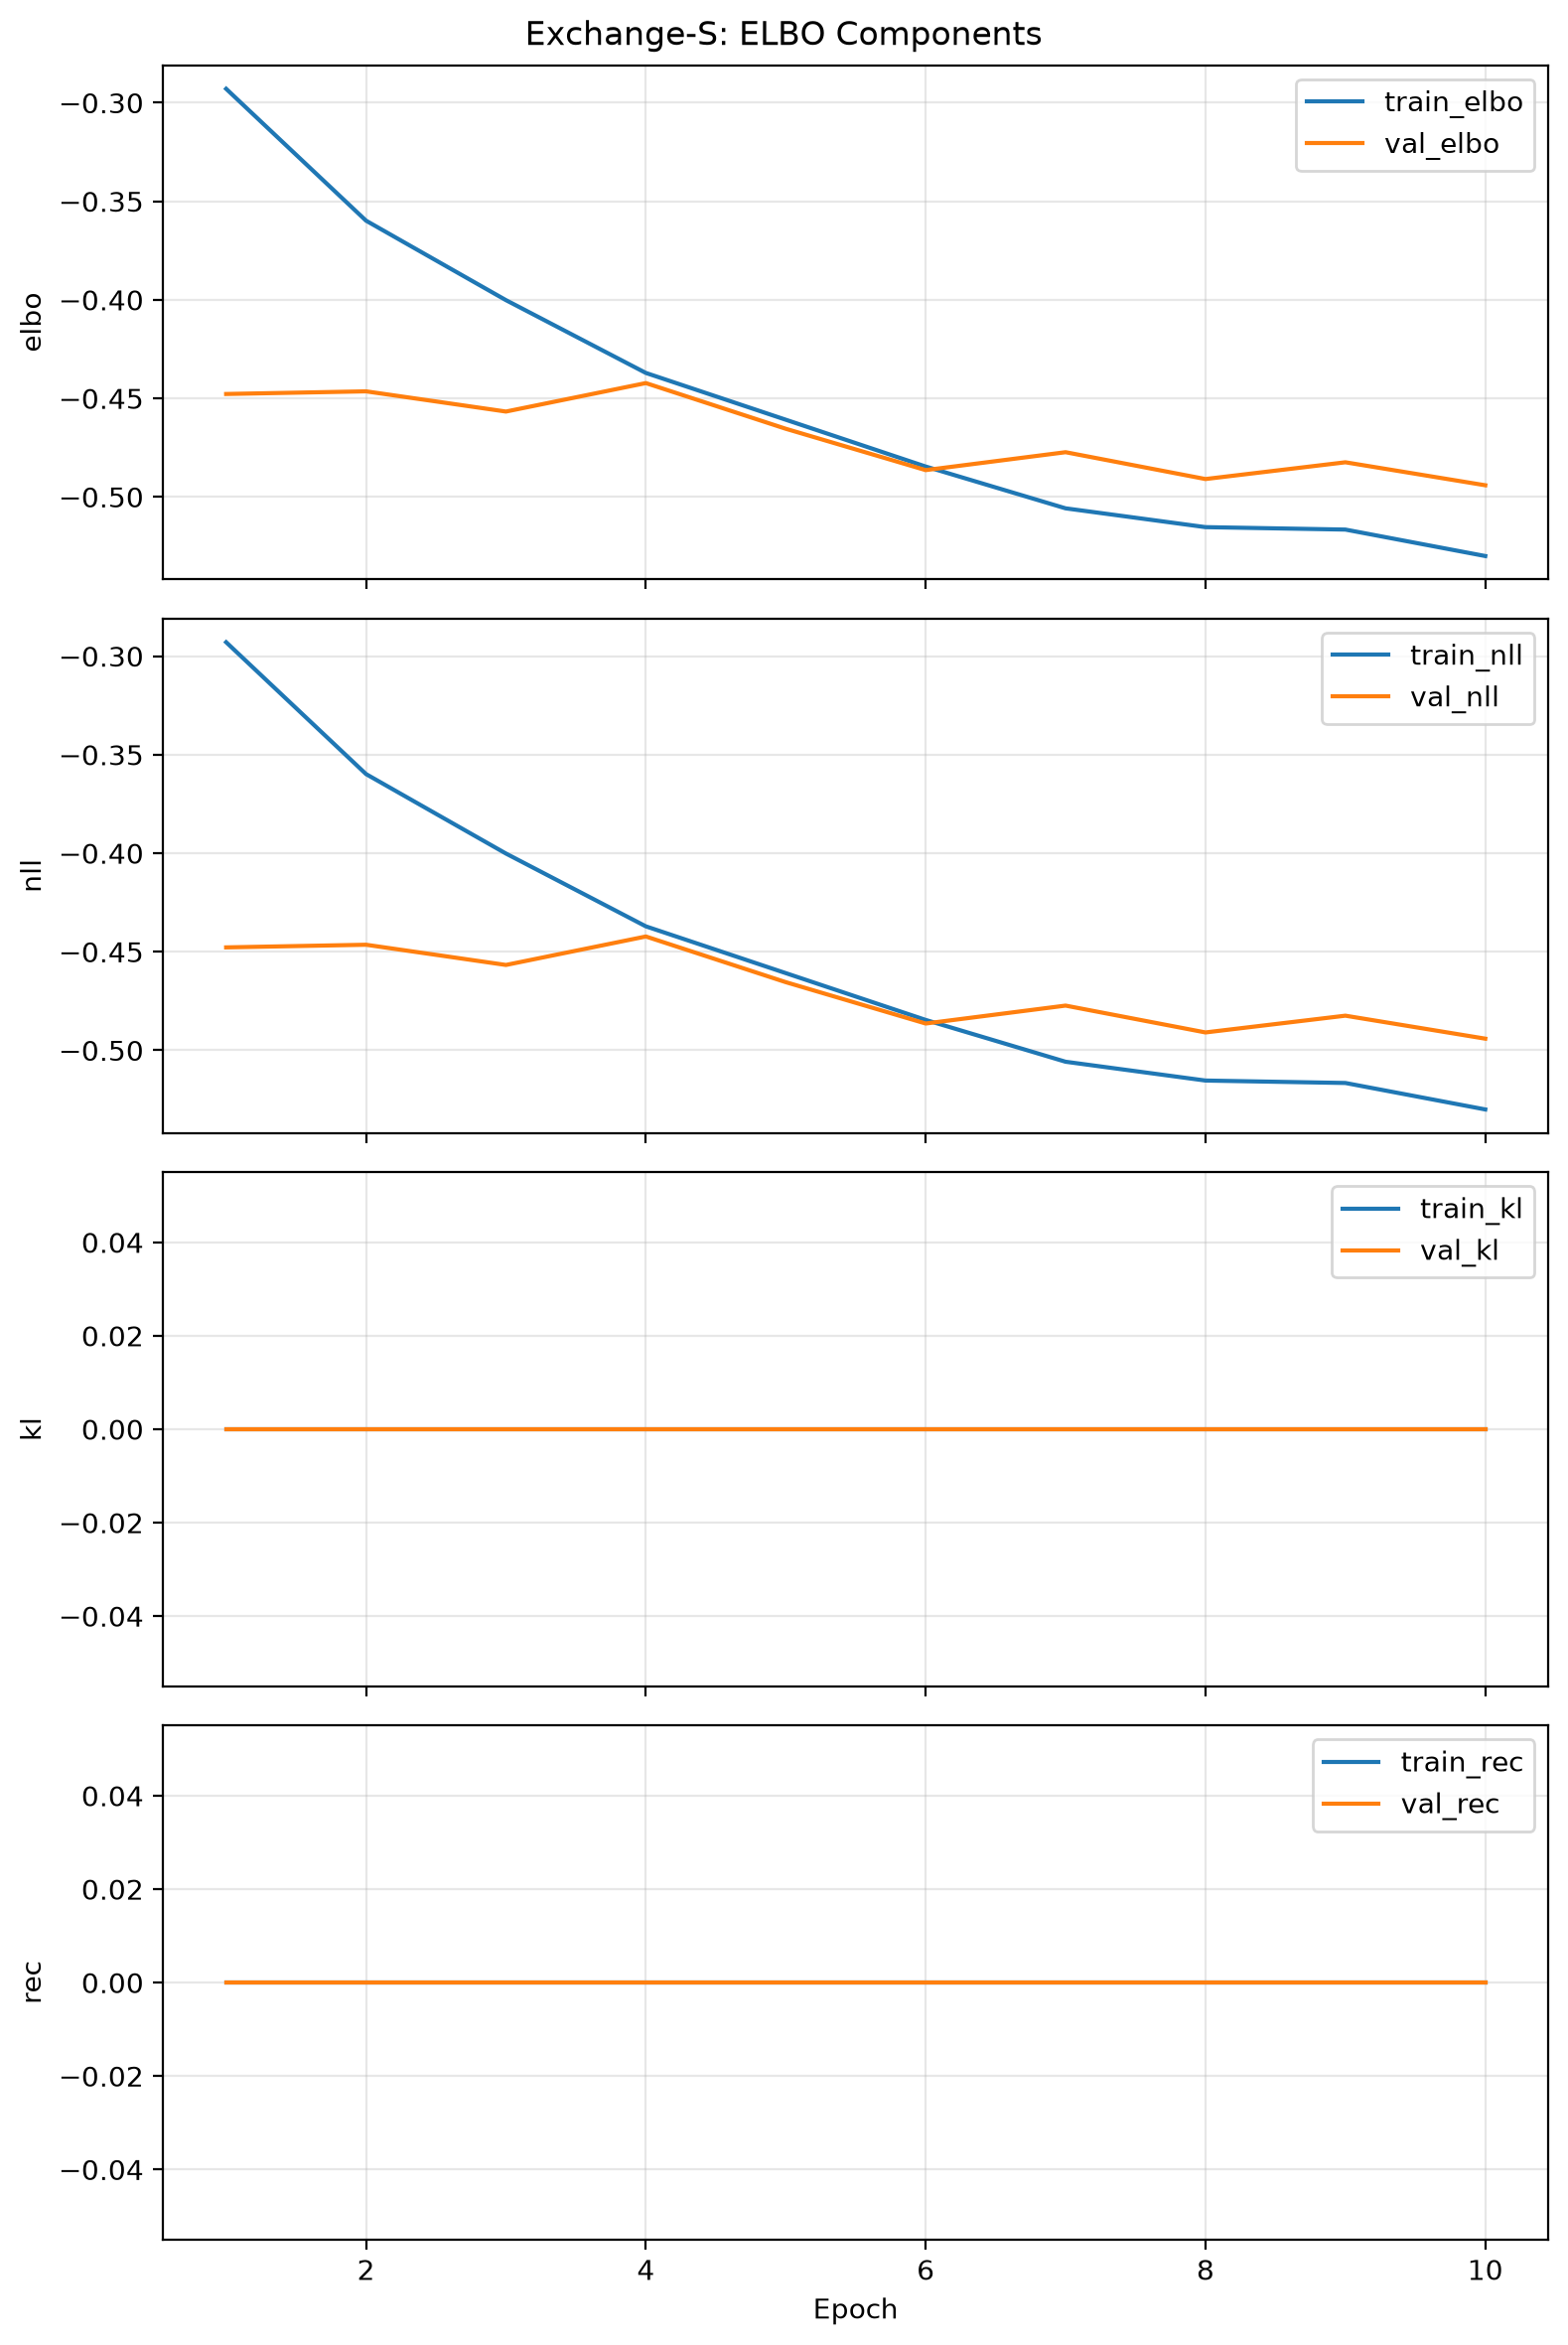 Exchange-S: ELBO Components
train_elbo
val_elbo
−0.30
−0.35
−0.40
−0.45
−0.50
elbo
train_nll
val_nll
−0.30
−0.35
−0.40
−0.45
−0.50
nll
train_kl
val_kl
0.04
0.02
0.00
−0.02
−0.04
kl
train_rec
val_rec
0.04
0.02
0.00
−0.02
−0.04
rec
2 4 6 8 10
Epoch